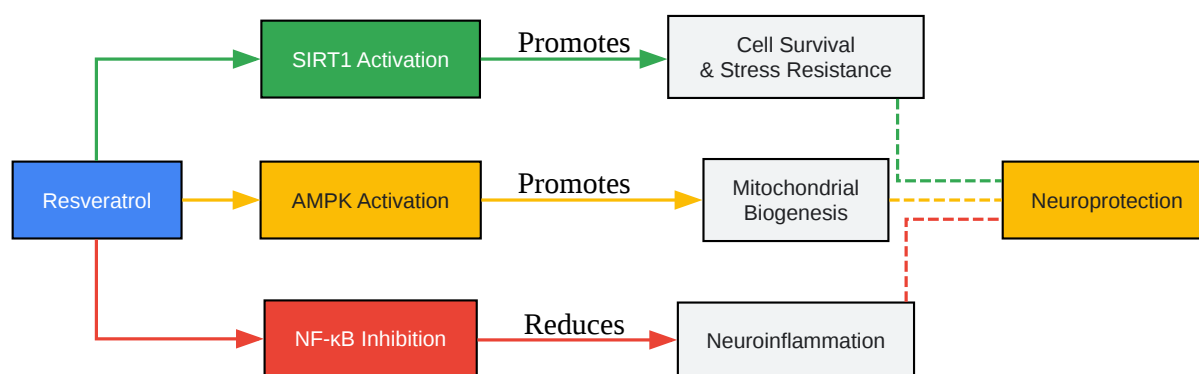 SIRT1 Activation
Promotes
Cell Survival
& Stress Resistance
Resveratrol
AMPK Activation
Promotes
Mitochondrial
Biogenesis
Neuroprotection
NF-κB Inhibition
Reduces
Neuroinflammation